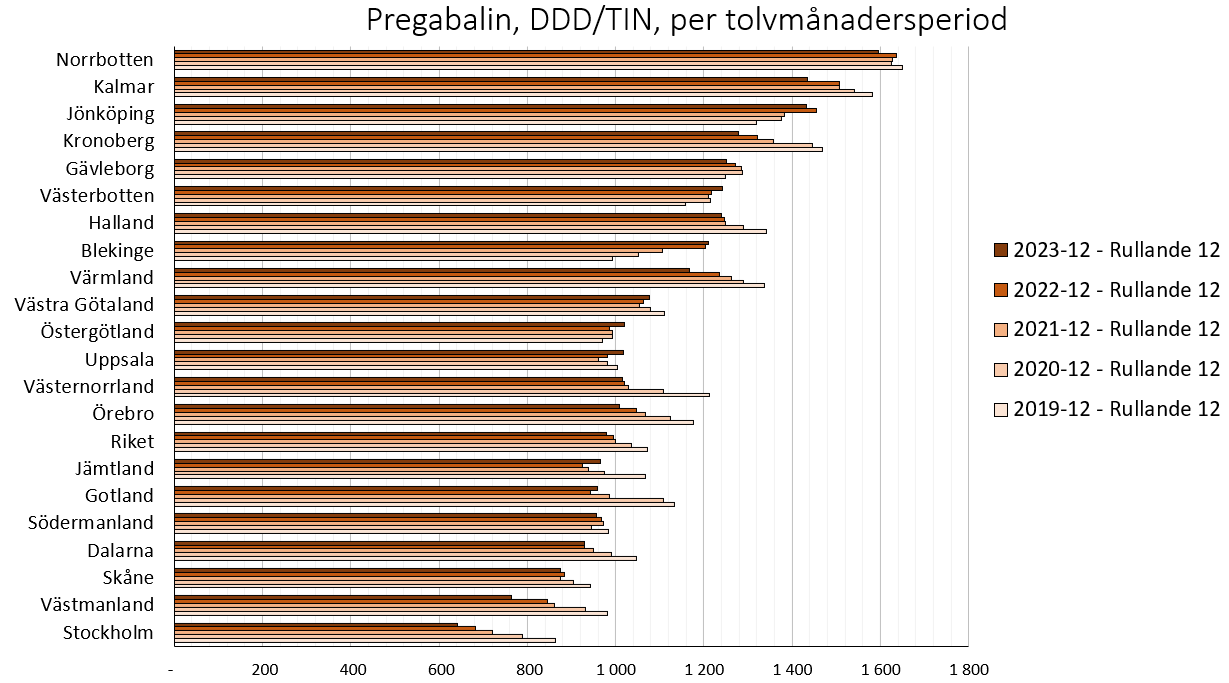 Pregabalin, DDD/TIN, per tolvmånadersperiod
Norrbotten
Kalmar
Jönköping
Kronoberg
Gävleborg
Västerbotten
Halland
Blekinge
Värmland
Västra Götaland
Östergötland
Uppsala
Västernorrland
Örebro
Riket
Jämtland
Gotland
Södermanland
Dalarna
Skåne
Västmanland
Stockholm
- 200 400 600 800 1 000 1 200 1 400 1 600 1 800
2023-12 - Rullande 12
2022-12 - Rullande 12
2021-12 - Rullande 12
2020-12 - Rullande 12
2019-12 - Rullande 12